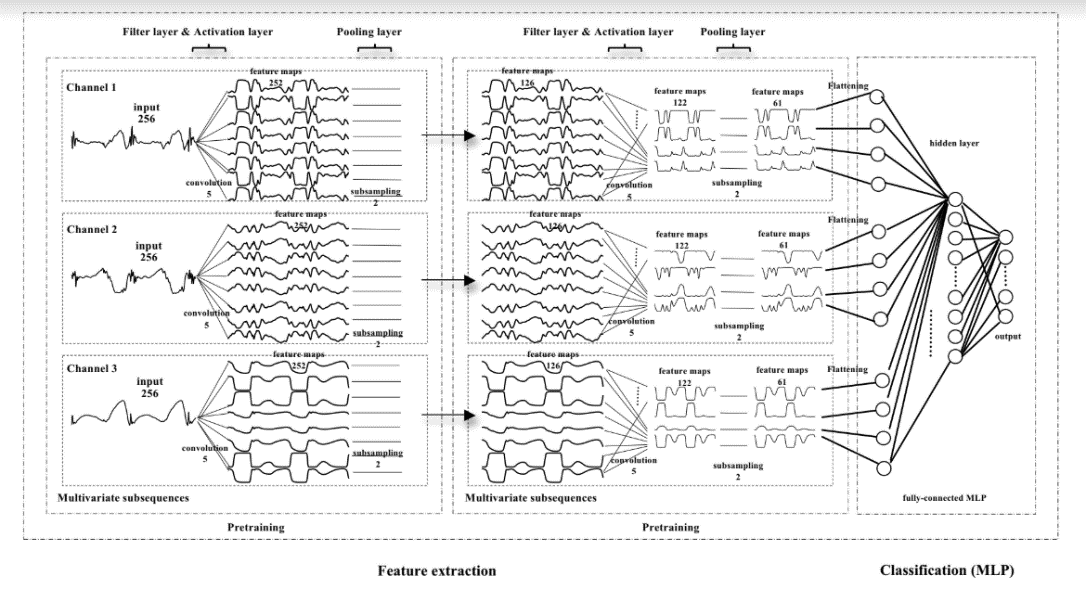 Filter layer & Activation layer
Pooling layer
Filter layer & Activation layer
Pooling layer
Channel 1
input
256
feature maps
252
convolution
5
subsampling
2
feature maps
126
convolution
5
feature maps
122
subsampling
2
feature maps
61
Flattening
Channel 2
input
256
feature maps
252
convolution
5
subsampling
2
feature maps
126
convolution
5
feature maps
122
subsampling
2
feature maps
61
Flattening
Channel 3
input
256
feature maps
252
convolution
5
subsampling
2
feature maps
126
convolution
5
feature maps
122
subsampling
2
feature maps
61
Flattening
hidden layer
output
fully-connected MLP
Multivariate subsequences
Multivariate subsequences
Pretraining
Pretraining
Feature extraction
Classification (MLP)